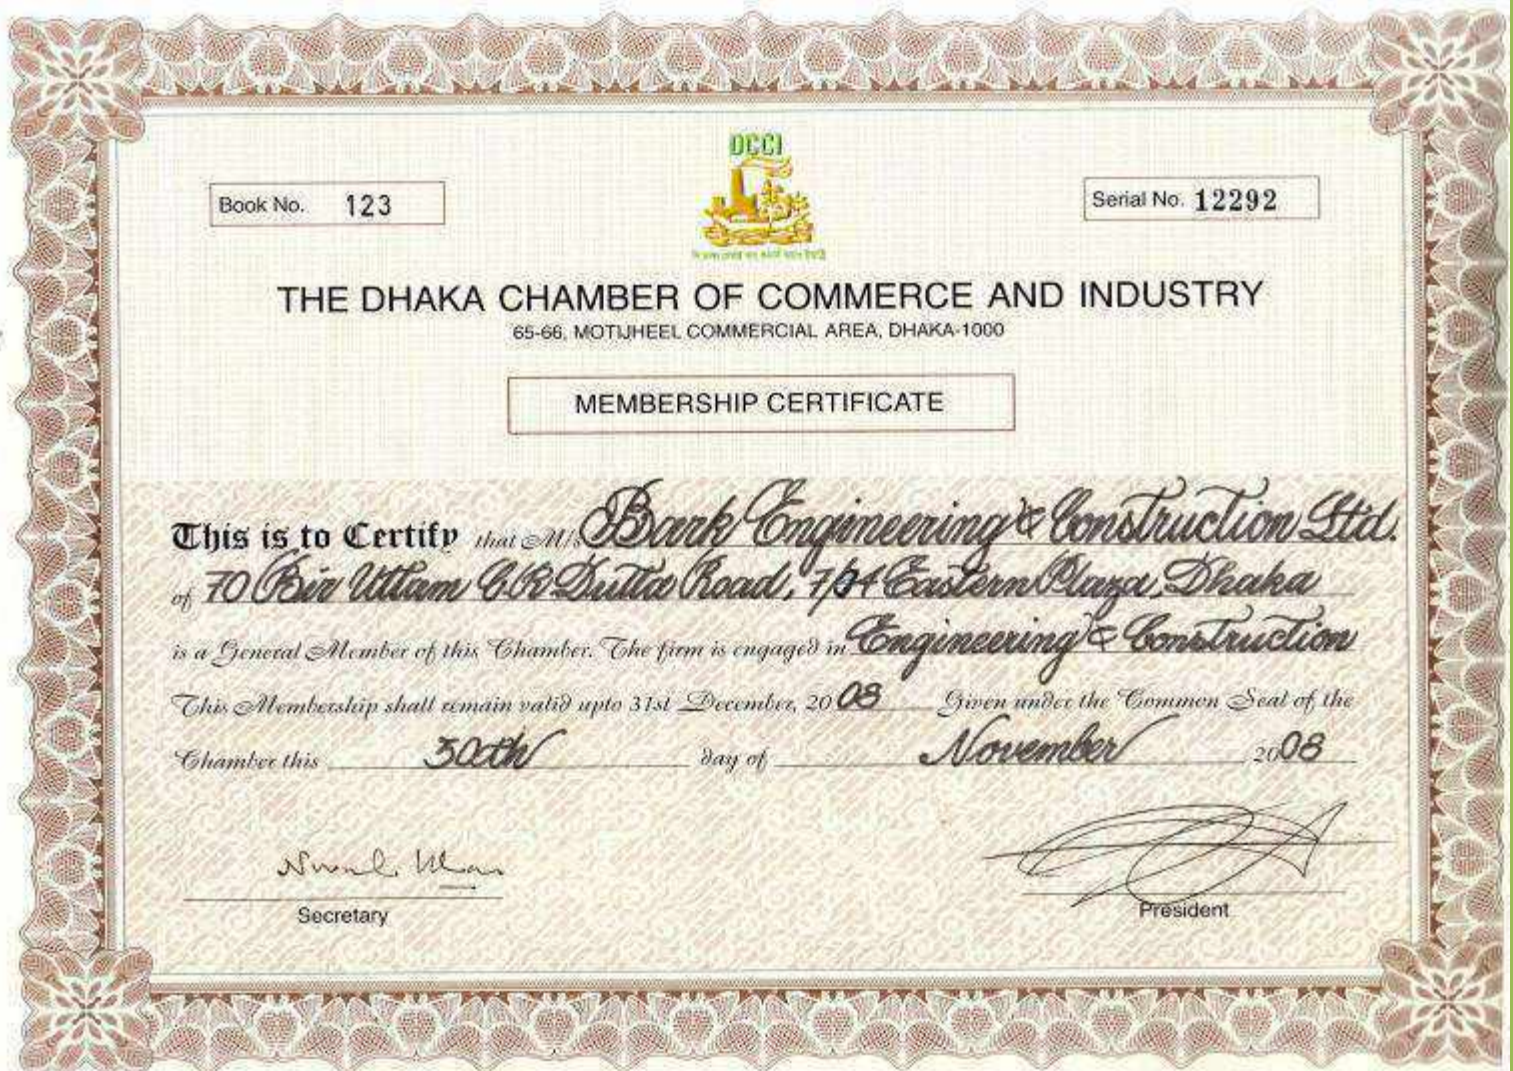 DCCI
Book No. 123
Serial No. 12292
THE DHAKA CHAMBER OF COMMERCE AND INDUSTRY
65-66, MOTIJHEEL COMMERCIAL AREA, DHAKA-1000
MEMBERSHIP CERTIFICATE
This is to Certify that M/s Bark Engineering & Construction Ltd.
of 70 Bir Uttam C.R Dutta Road, Eastern Plaza, Dhaka
is a General Member of this Chamber. The firm is engaged in Engineering & Construction
This Membership shall remain valid upto 31st December, 2008 Given under the Common Seal of the
Chamber this 30th day of November 2008
Secretary
President